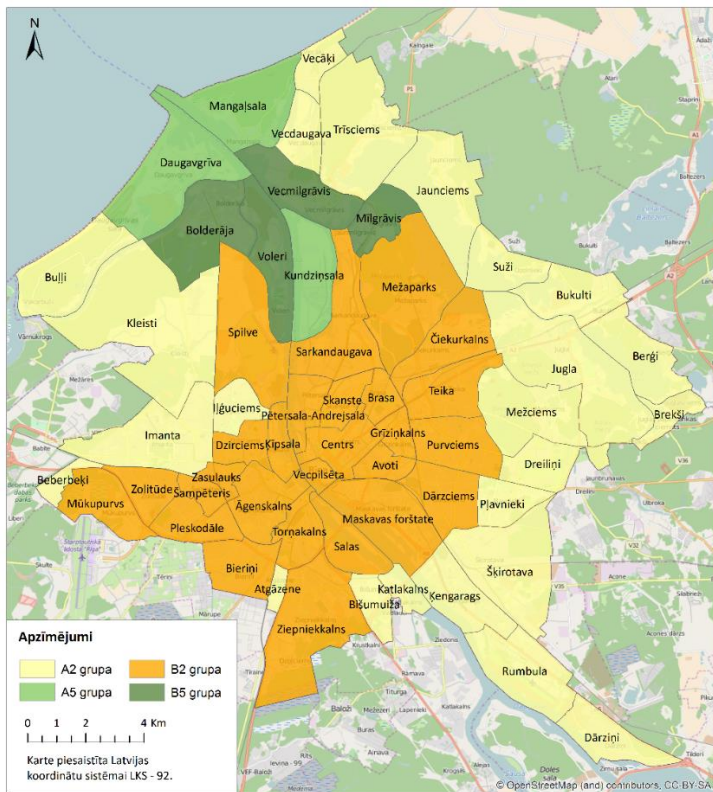 N
Vecāķi
Mangaļsala
Vecdaugava
Trīsciems
Daugavgrīva
Vecmilgrāvis
Jaunciems
Mīlgrāvis
Bolderāja
Voleri
Kundziņsala
Suži
Buļļi
Mežaparks
Bukulti
Kleisti
Spilve
Čiekurkalns
Sarkandaugava
Jugla
Berģi
Skanste
Brasa
Teika
Iļģuciems
Pētersala-Andrejsala
Mežciems
Brekši
Grīziņkalns
Imanta
Dzirciems
Ķīpsala
Centrs
Purvciems
Avoti
Dreiliņi
Zasulauks
Vecpilsēta
Beberbeķi
Zolitūde
Sampēteris
Mūkupurvs
Dārzciems
Pļavnieki
Āgenskalns
Maskavas forštate
Pleskodāle
Torņakalns
Salas
Bieriņi
Šķirotava
Atgāzene
Katlakalns
Bišumuiža
Ķengarags
Ziepniekkalns
Rumbula
Dārziņi
Apzīmējumi
A2 grupa
B2 grupa
A5 grupa
B5 grupa
0 1 2 4 Km
Karte piesaistīta Latvijas
koordinātu sistēmai LKS - 92.
© OpenStreetMap (and) contributors, CC-BY-SA